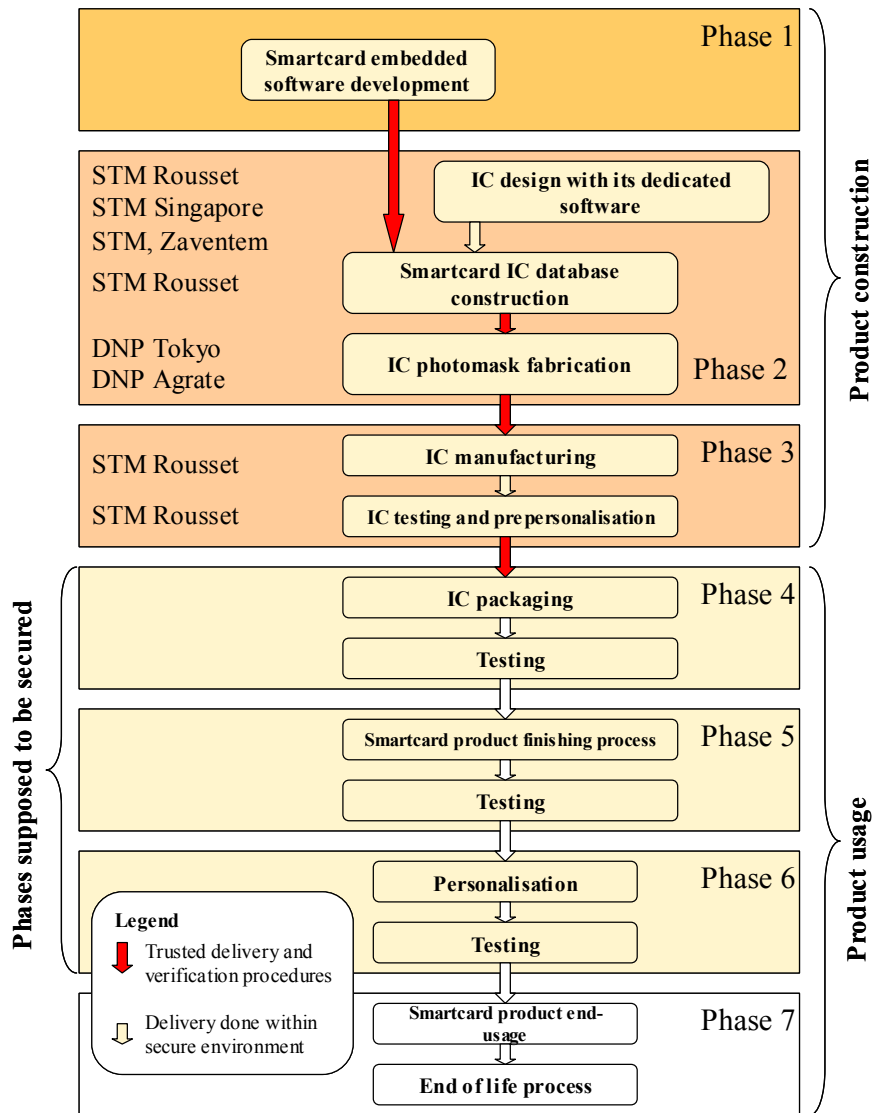 Phase 1
Smartcard embedded
software development
Product construction
STM Rousset
STM Singapore
STM, Zaventem
STM Rousset
IC design with its dedicated
software
Smartcard IC database
construction
DNP Tokyo
DNP Agrate
IC photomask fabrication
Phase 2
Phase 3
STM Rousset
IC manufacturing
STM Rousset
IC testing and prepersonalisation
Phases supposed to be secured
Phase 4
IC packaging
Testing
Product usage
Phase 5
Smartcard product finishing process
Testing
Phase 6
Personalisation
Testing
Legend
Trusted delivery and
verification procedures
Delivery done within
secure environment
Phase 7
Smartcard product end-
usage
End of life process